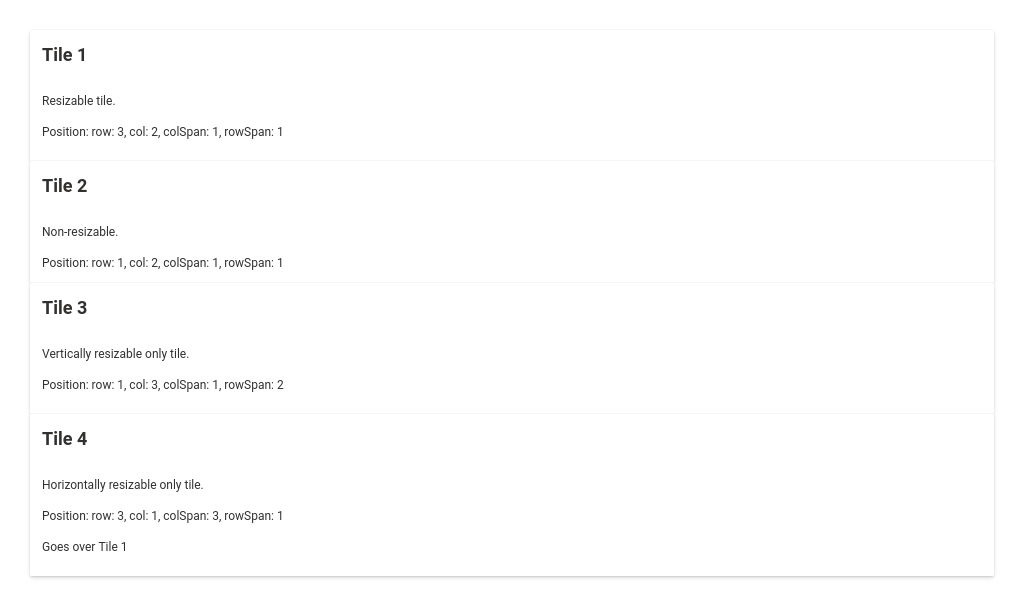 Tile 1
Resizable tile.
Position: row: 3, col: 2, colSpan: 1, rowSpan: 1
Tile 2
Non-resizable.
Position: row: 1, col: 2, colSpan: 1, rowSpan: 1
Tile 3
Vertically resizable only tile.
Position: row: 1, col: 3, colSpan: 1, rowSpan: 2
Tile 4
Horizontally resizable only tile.
Position: row: 3, col: 1, colSpan: 3, rowSpan: 1
Goes over Tile 1